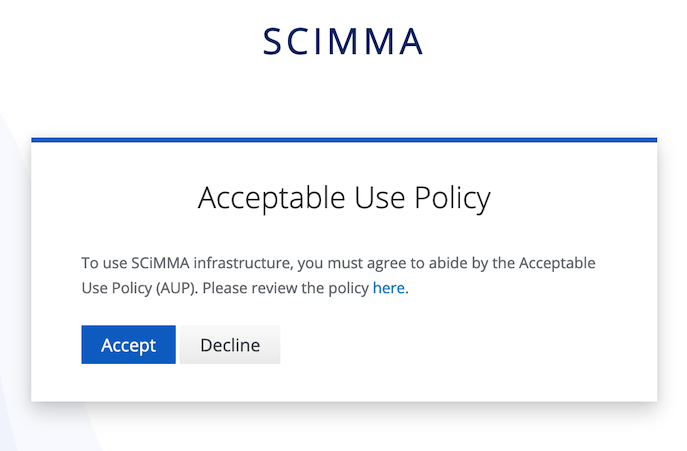 SCIMMA
Acceptable Use Policy
To use SCiMMA infrastructure, you must agree to abide by the Acceptable
Use Policy (AUP). Please review the policy here.
Accept Decline